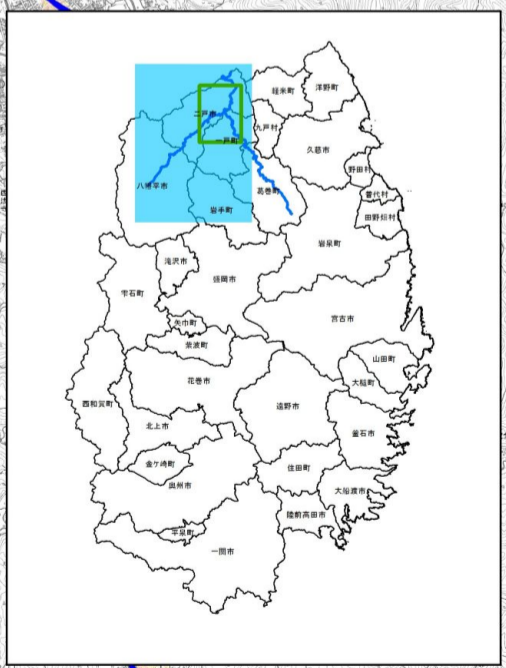 洋野町
軽米町
二戸市
九戸村
一戸町
久慈市
野田村
八幡平市
葛巻町
普代村
岩手町
田野畑村
岩泉町
滝沢市
盛岡市
雫石町
宮古市
矢巾町
紫波町
山田町
花巻市
大槌町
西和賀町
遠野市
北上市
釜石市
金ケ崎町
住田町
奥州市
大船渡市
陸前高田市
平泉町
一関市